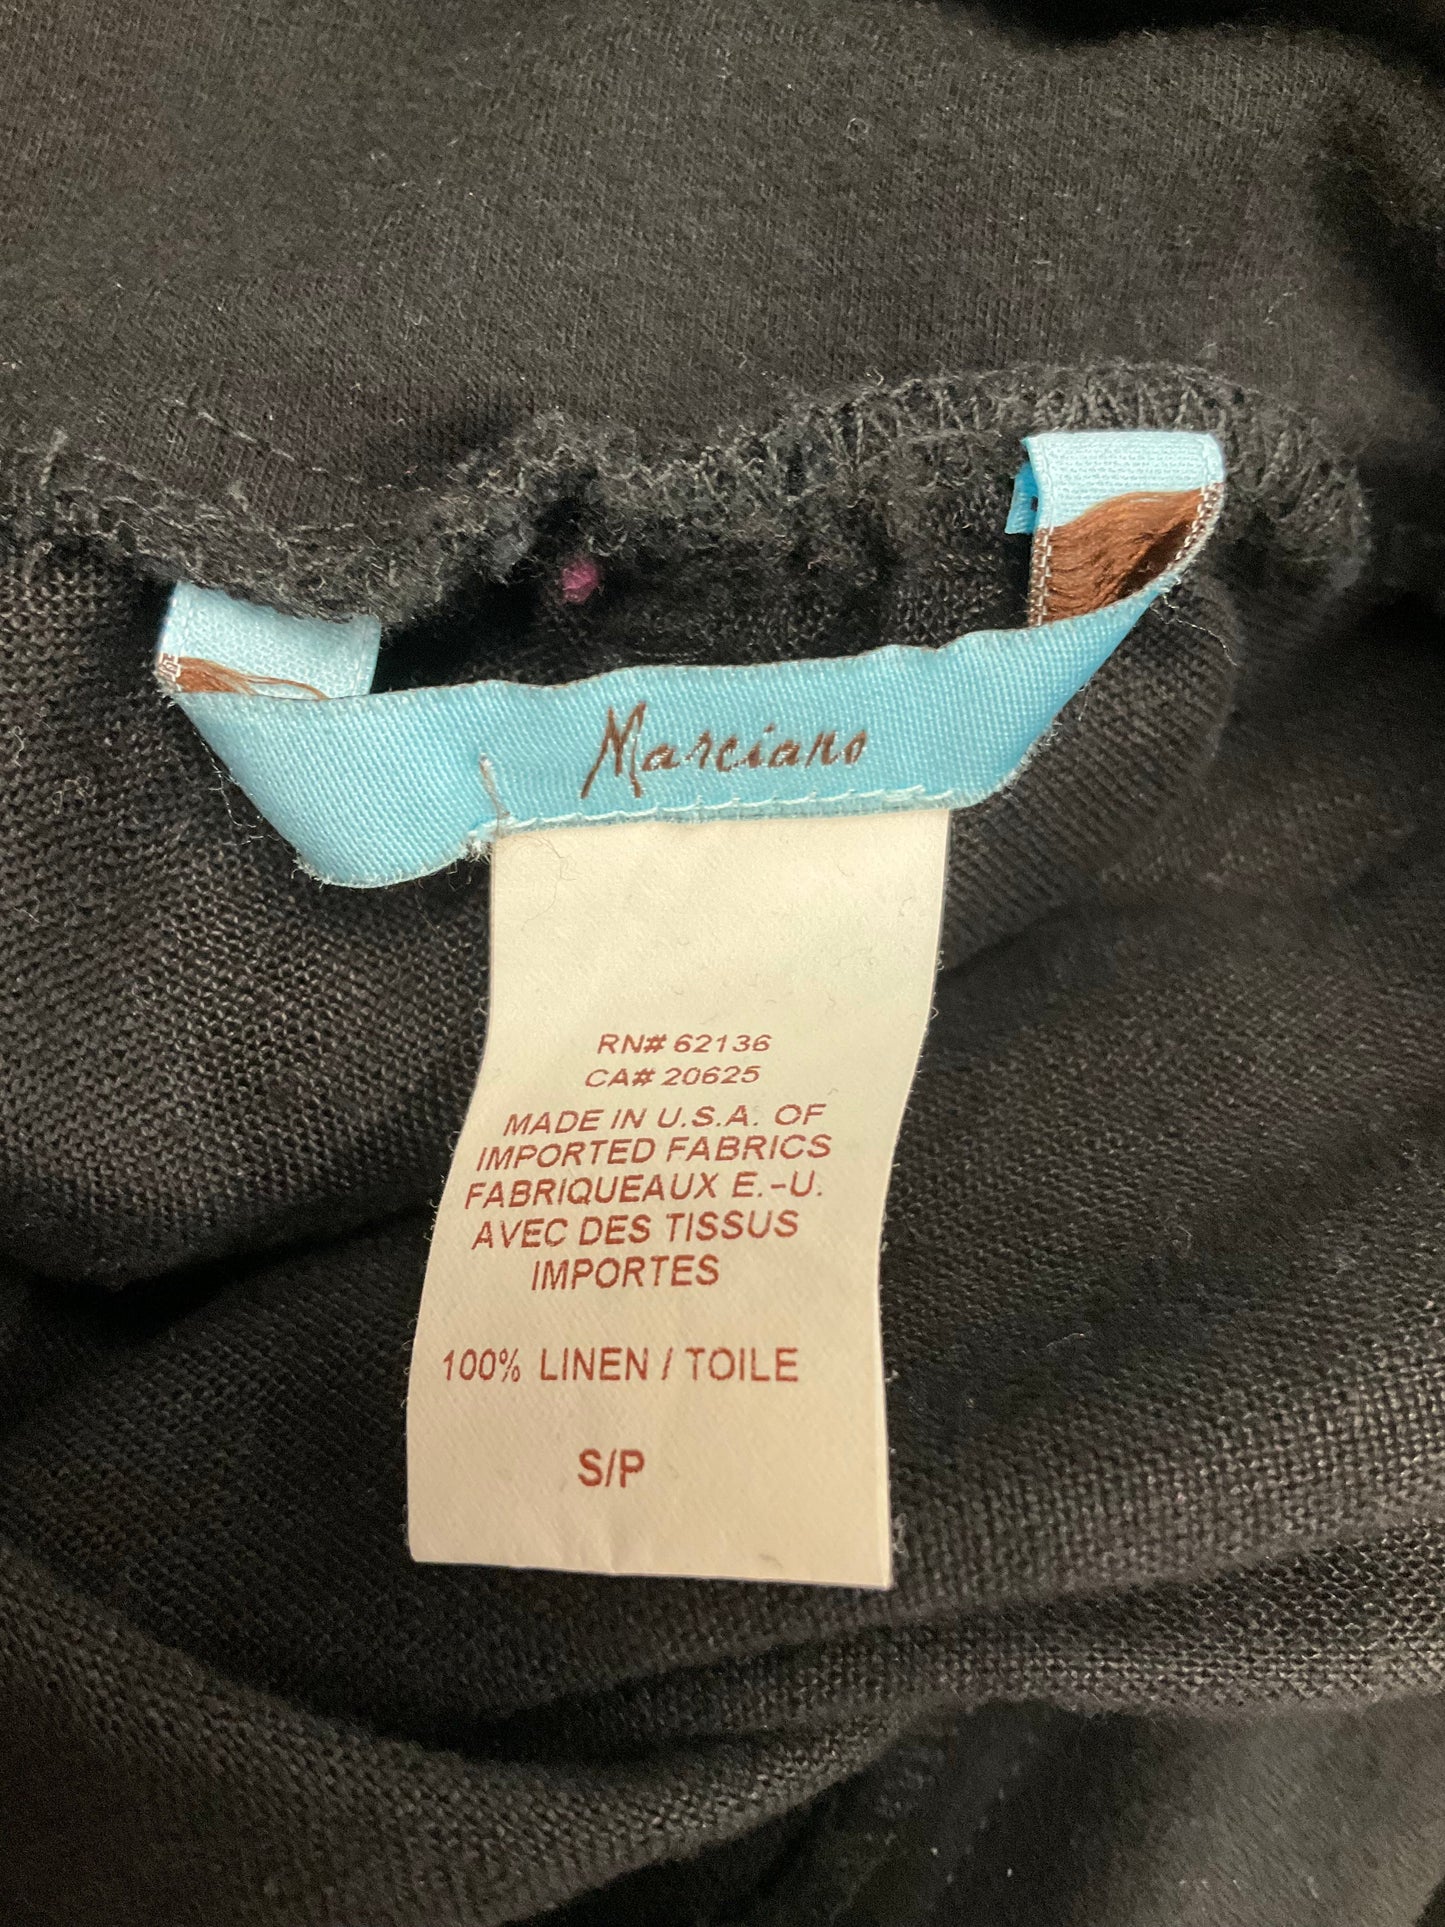 Marciano
RN# 62136
CA# 20625
MADE IN U.S.A. OF
IMPORTED FABRICS
FABRIQUEAUX E.-U.
AVEC DES TISSUS
IMPORTES
100% LINEN / TOILE
S/P